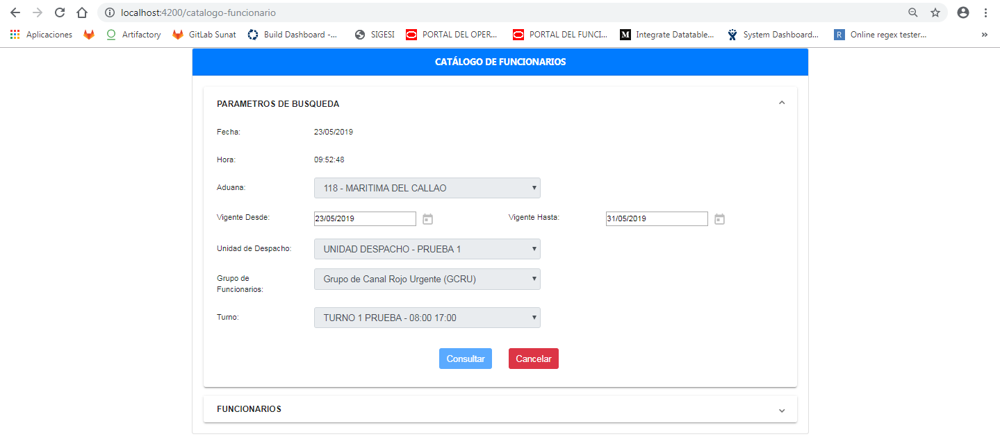 localhost:4200/catalogo-funcionario
Aplicaciones Artifactory GitLab Sunat Build Dashboard -... SIGESI PORTAL DEL OPER... PORTAL DEL FUNCI... M Integrate Datatable... System Dashboard... R Online regex tester... »
CATÁLOGO DE FUNCIONARIOS
PARAMETROS DE BUSQUEDA
Fecha: 23/05/2019
Hora: 09:52:48
Aduana: 118 - MARITIMA DEL CALLAO
Vigente Desde: 23/05/2019 Vigente Hasta: 31/05/2019
Unidad de Despacho: UNIDAD DESPACHO - PRUEBA 1
Grupo de Funcionarios: Grupo de Canal Rojo Urgente (GCRU)
Turno: TURNO 1 PRUEBA - 08:00 17:00
Consultar Cancelar
FUNCIONARIOS